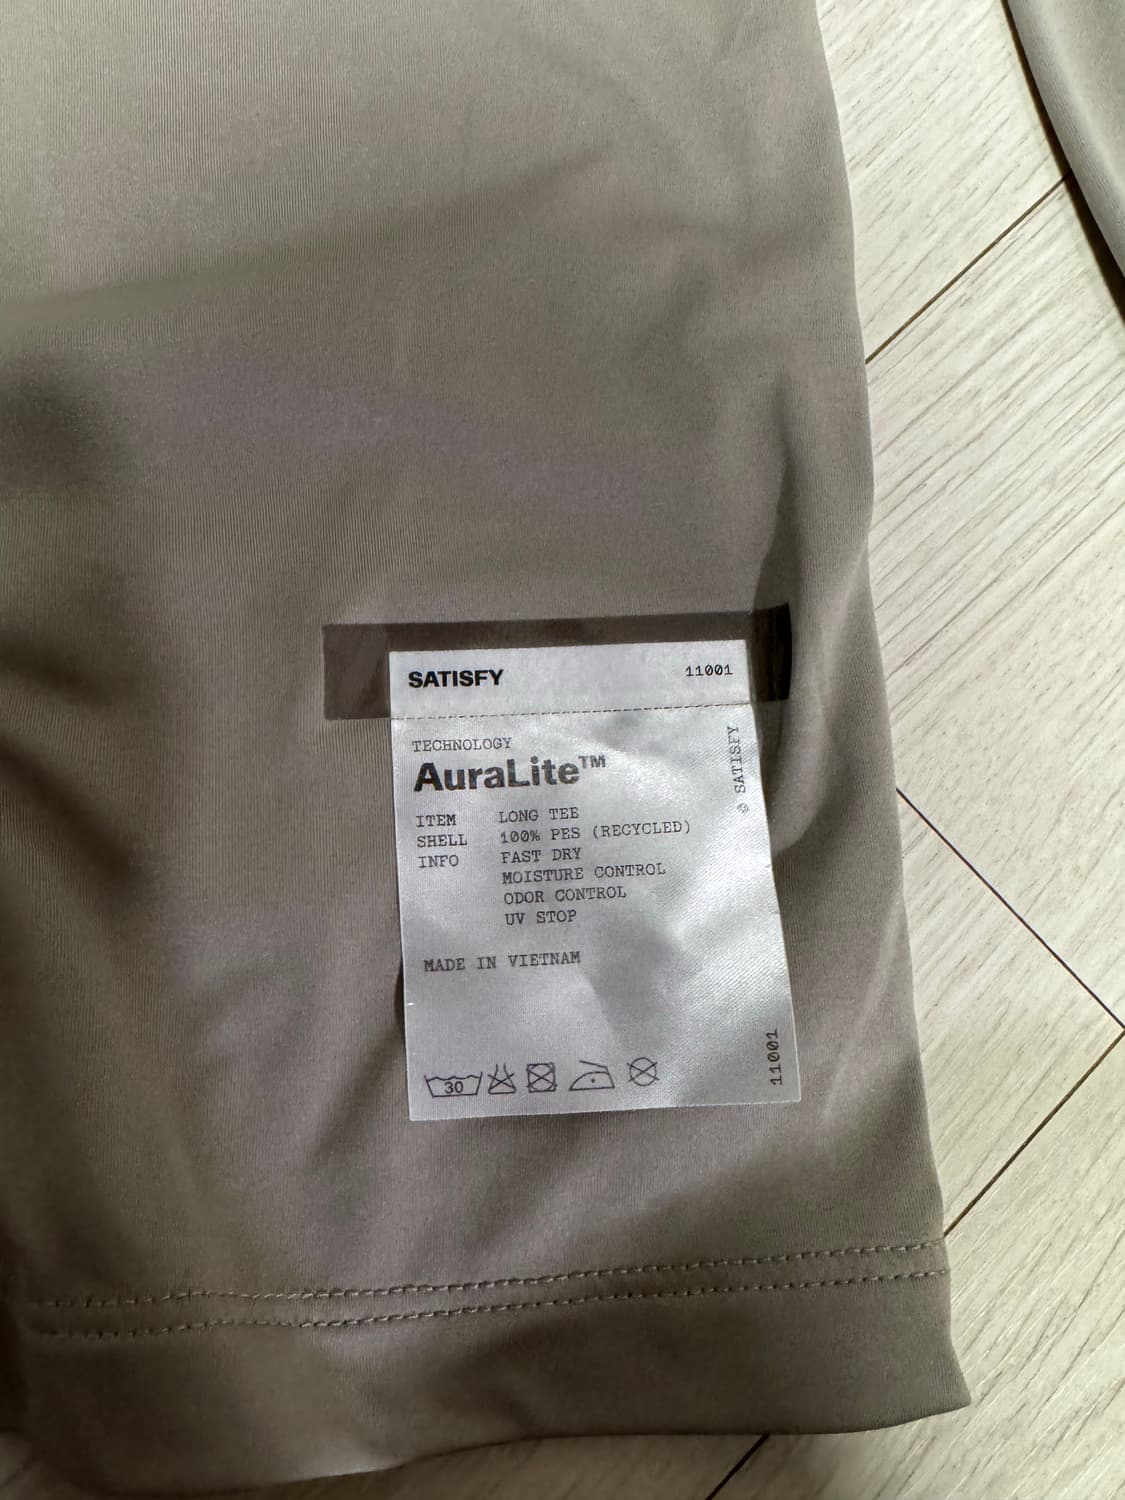 SATISFY 11001
TECHNOLOGY
AuraLite™
ITEM LONG TEE
SHELL 100% PES (RECYCLED)
INFO FAST DRY
MOISTURE CONTROL
ODOR CONTROL
UV STOP
MADE IN VIETNAM
30
© SATISFY
11001